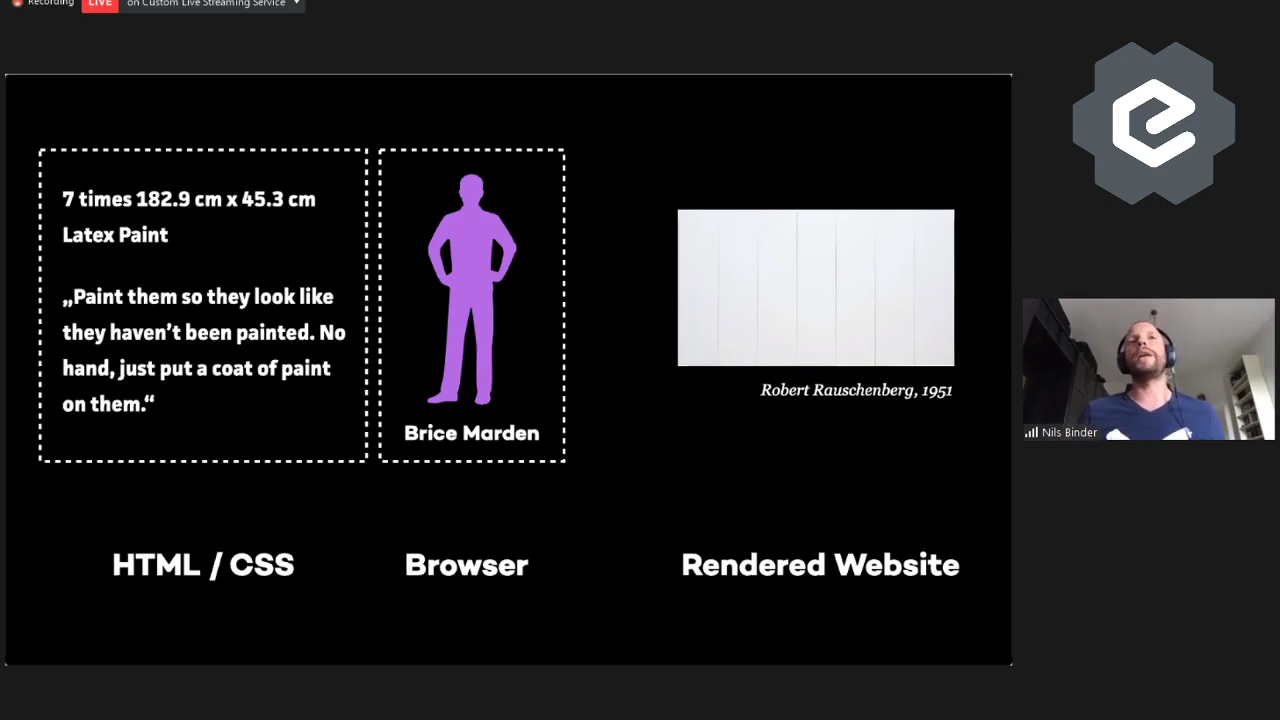 Recording
LIVE
on Custom Live Streaming Service
7 times 182.9 cm x 45.3 cm
Latex Paint
„Paint them so they look like
they haven’t been painted. No
hand, just put a coat of paint
on them.“
Brice Marden
Robert Rauschenberg, 1951
HTML / CSS
Browser
Rendered Website
Nils Binder